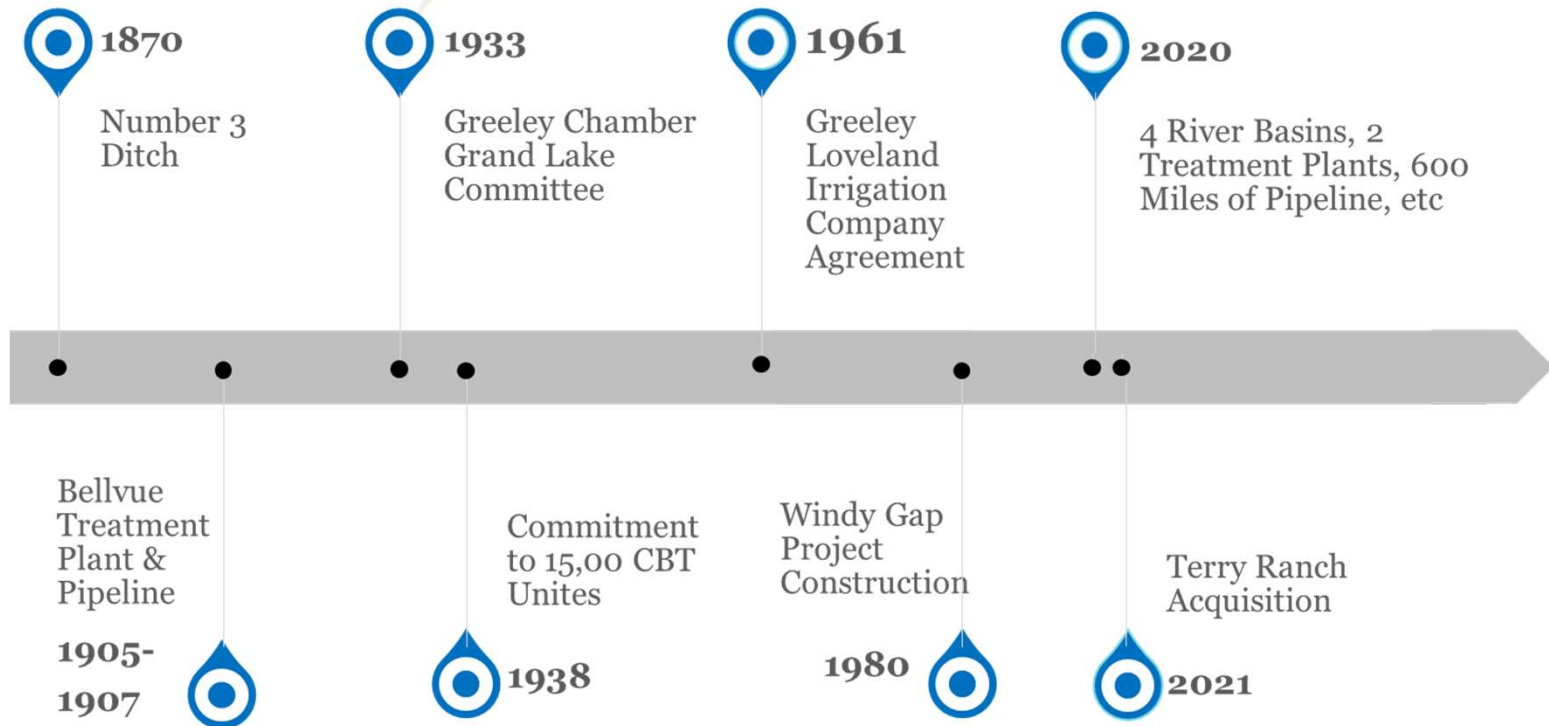 1870
Number 3
Ditch
1933
Greeley Chamber
Grand Lake
Committee
1961
Greeley
Loveland
Irrigation
Company
Agreement
2020
4 River Basins, 2
Treatment Plants, 600
Miles of Pipeline, etc
Bellvue
Treatment
Plant &
Pipeline
1905-
1907
Commitment
to 15,00 CBT
Unites
1938
Windy Gap
Project
Construction
1980
Terry Ranch
Acquisition
2021